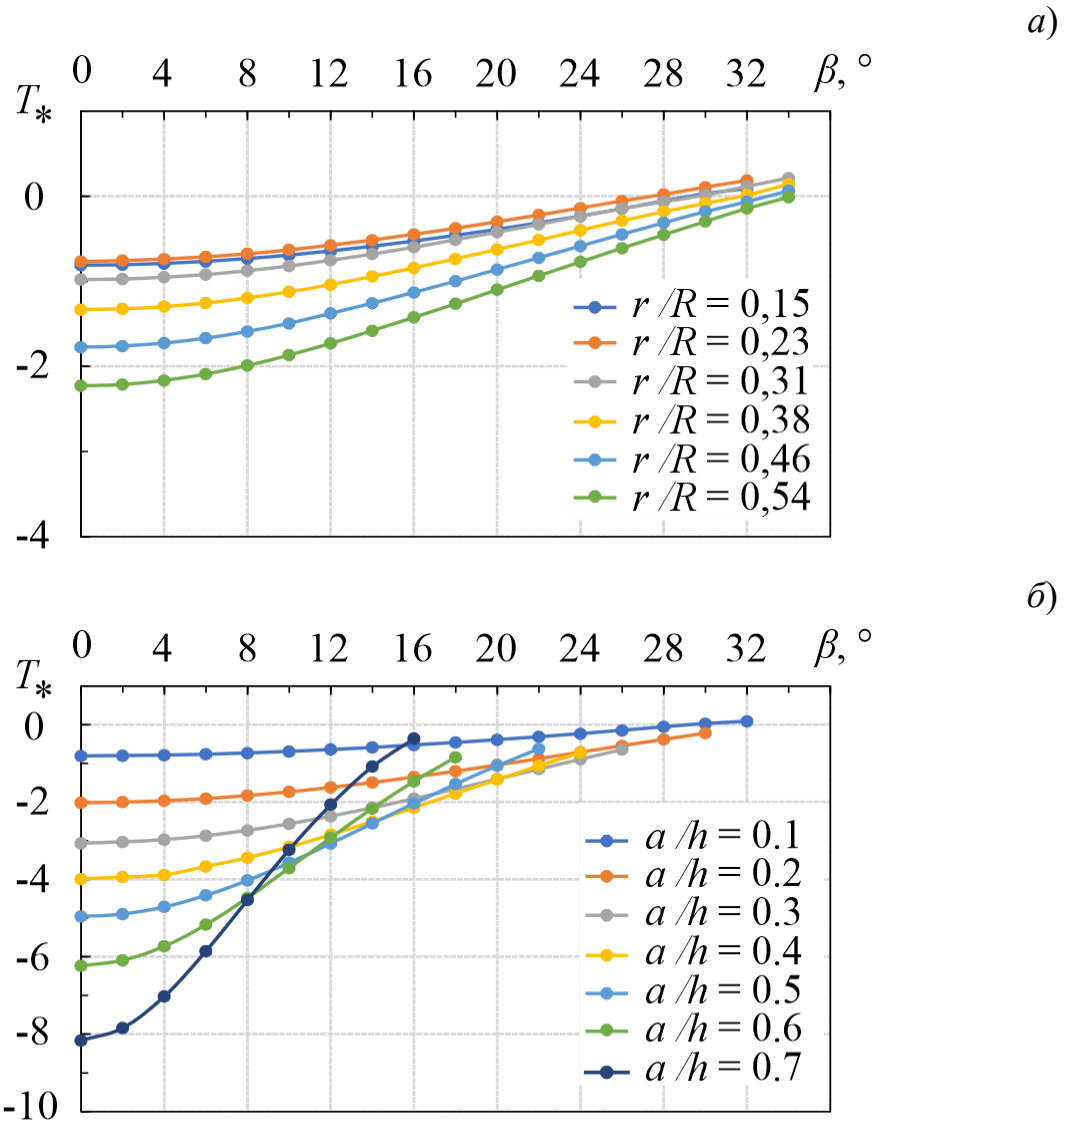 а)
0 4 8 12 16 20 24 28 32 β, °
T*
0
-2
-4
r/R = 0,15
r/R = 0,23
r/R = 0,31
r/R = 0,38
r/R = 0,46
r/R = 0,54
б)
0 4 8 12 16 20 24 28 32 β, °
T*
0
-2
-4
-6
-8
-10
a/h = 0.1
a/h = 0.2
a/h = 0.3
a/h = 0.4
a/h = 0.5
a/h = 0.6
a/h = 0.7